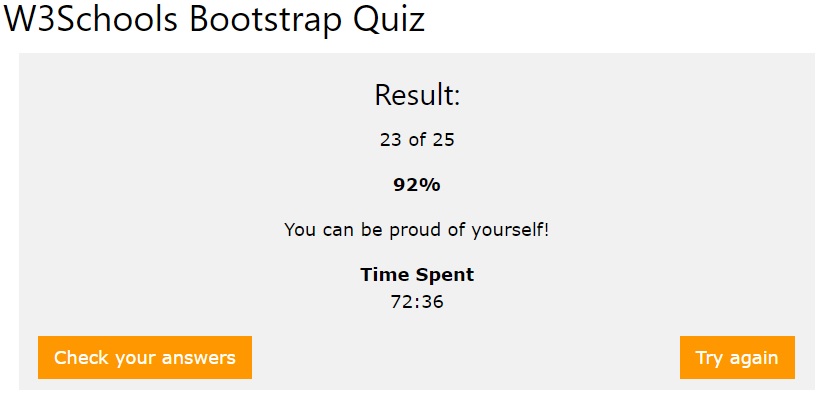 W3Schools Bootstrap Quiz
Result:
23 of 25
92%
You can be proud of yourself!
Time Spent
72:36
Check your answers
Try again